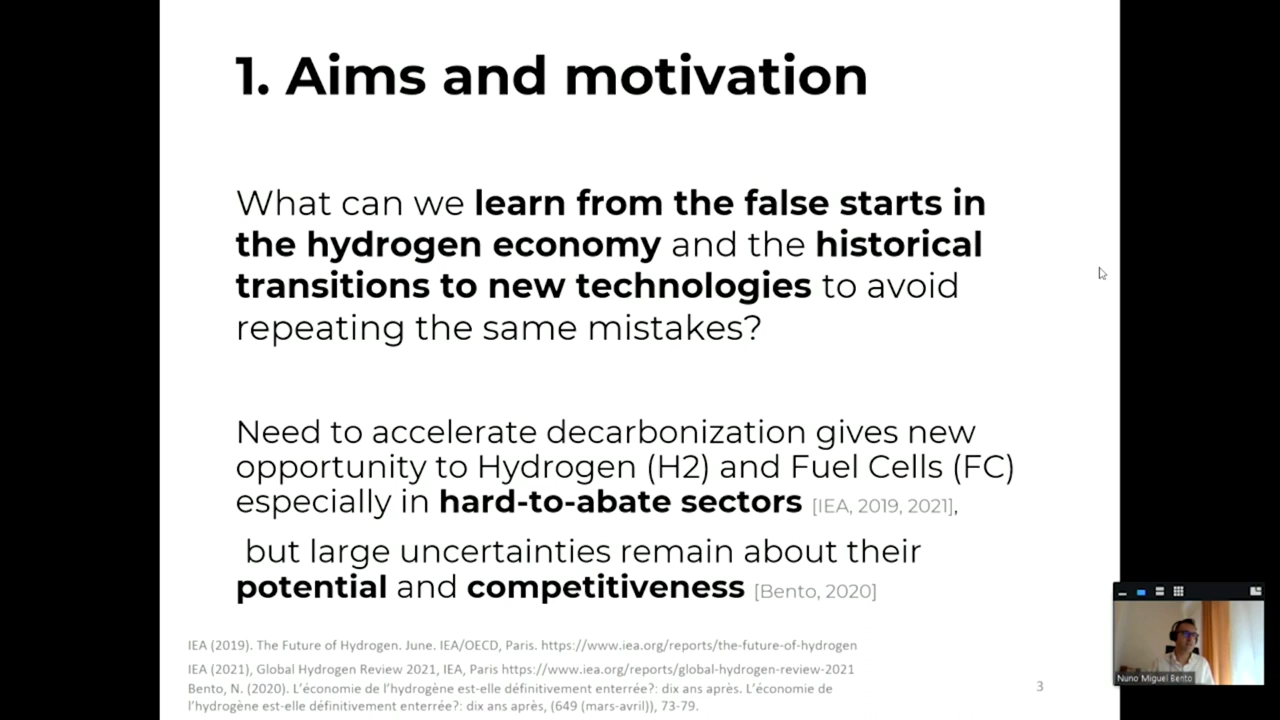 1. Aims and motivation
What can we learn from the false starts in
the hydrogen economy and the historical
transitions to new technologies to avoid
repeating the same mistakes?
Need to accelerate decarbonization gives new
opportunity to Hydrogen (H2) and Fuel Cells (FC)
especially in hard-to-abate sectors [IEA, 2019, 2021],
but large uncertainties remain about their
potential and competitiveness [Bento, 2020]
IEA (2019). The Future of Hydrogen. June. IEA/OECD, Paris. https://www.iea.org/reports/the-future-of-hydrogen
IEA (2021), Global Hydrogen Review 2021, IEA, Paris https://www.iea.org/reports/global-hydrogen-review-2021
Bento, N. (2020). L'économie de l'hydrogène est-elle définitivement enterrée?: dix ans après. L'économie de
l'hydrogène est-elle définitivement enterrée?: dix ans après, (649 (mars-avril)), 73-79.
3
Nuno Miguel Bento